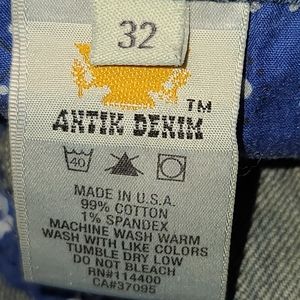 32
TM
ANTIK DENIM
40
MADE IN U.S.A.
99% COTTON
1% SPANDEX
MACHINE WASH WARM
WASH WITH LIKE COLORS
TUMBLE DRY LOW
DO NOT BLEACH
RN#114400
CA#37095